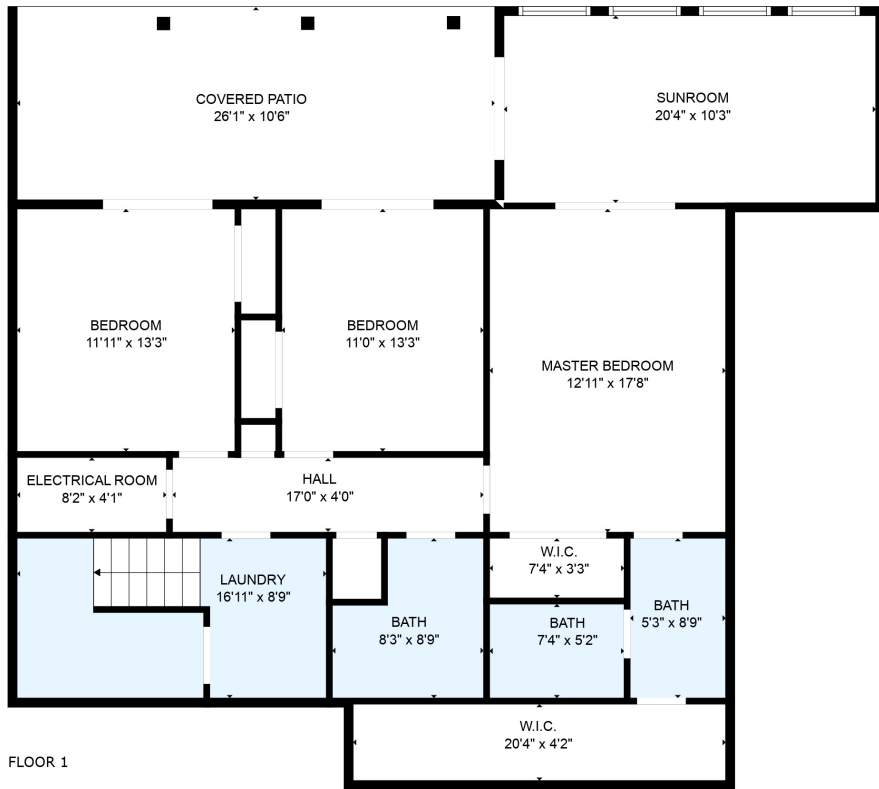 COVERED PATIO
26'1" x 10'6"
SUNROOM
20'4" x 10'3"
BEDROOM
11'11" x 13'3"
BEDROOM
11'0" x 13'3"
MASTER BEDROOM
12'11" x 17'8"
ELECTRICAL ROOM
8'2" x 4'1"
HALL
17'0" x 4'0"
LAUNDRY
16'11" x 8'9"
BATH
8'3" x 8'9"
W.I.C.
7'4" x 3'3"
BATH
7'4" x 5'2"
BATH
5'3" x 8'9"
W.I.C.
20'4" x 4'2"
FLOOR 1